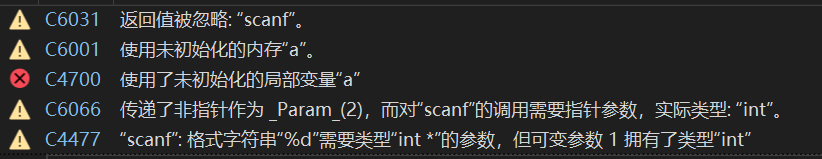 C6031 返回值被忽略: “scanf”。
C6001 使用未初始化的内存“a”。
C4700 使用了未初始化的局部变量“a”
C6066 传递了非指针作为 _Param_(2)，而对“scanf”的调用需要指针参数，实际类型: “int”。
C4477 “scanf”: 格式字符串“%d”需要类型“int *”的参数，但可变参数 1 拥有了类型“int”